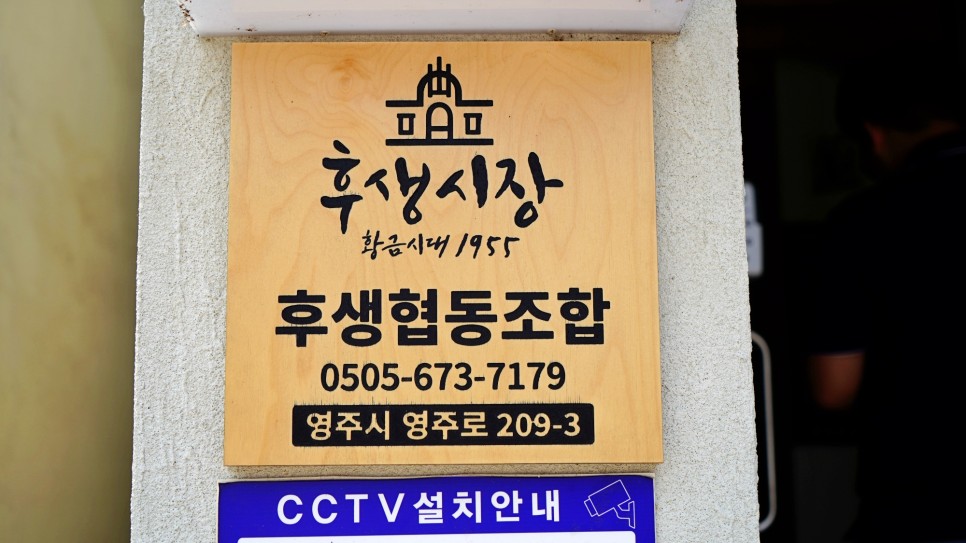 후생시장
황금시대 1955
후생협동조합
0505-673-7179
영주시 영주로 209-3
CCTV설치안내